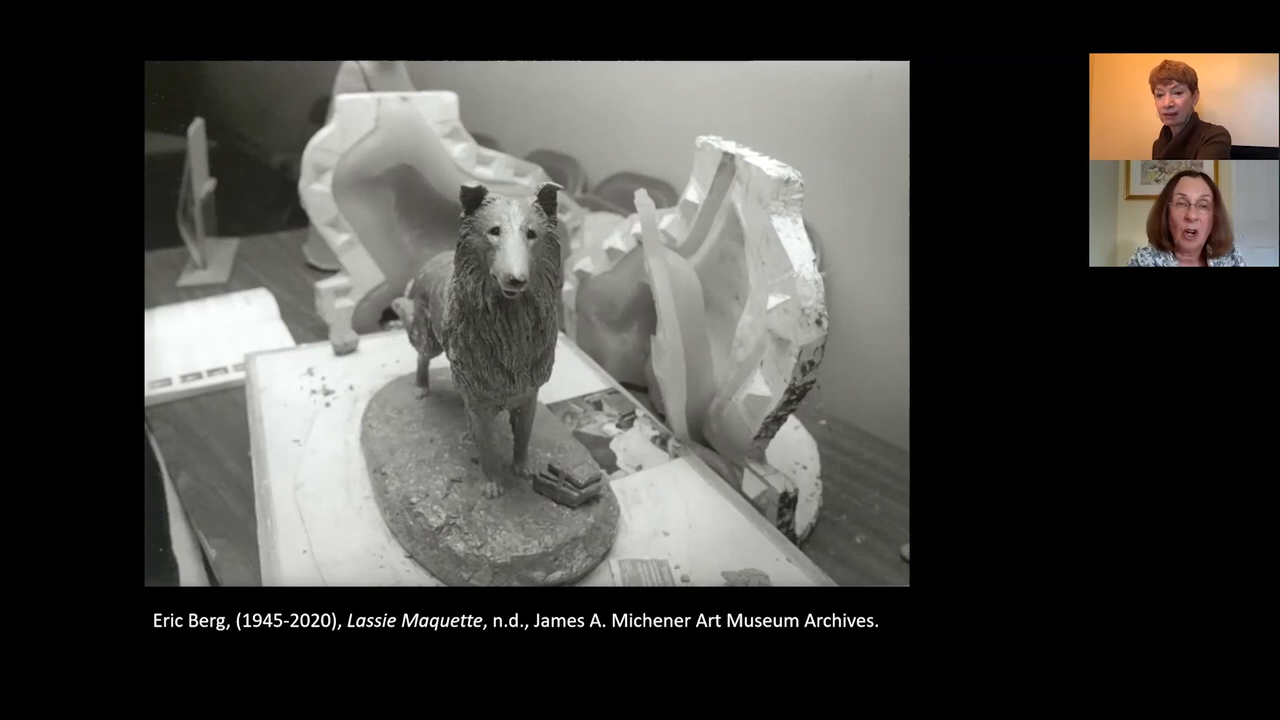 Eric Berg, (1945-2020), Lassie Maquette, n.d., James A. Michener Art Museum Archives.